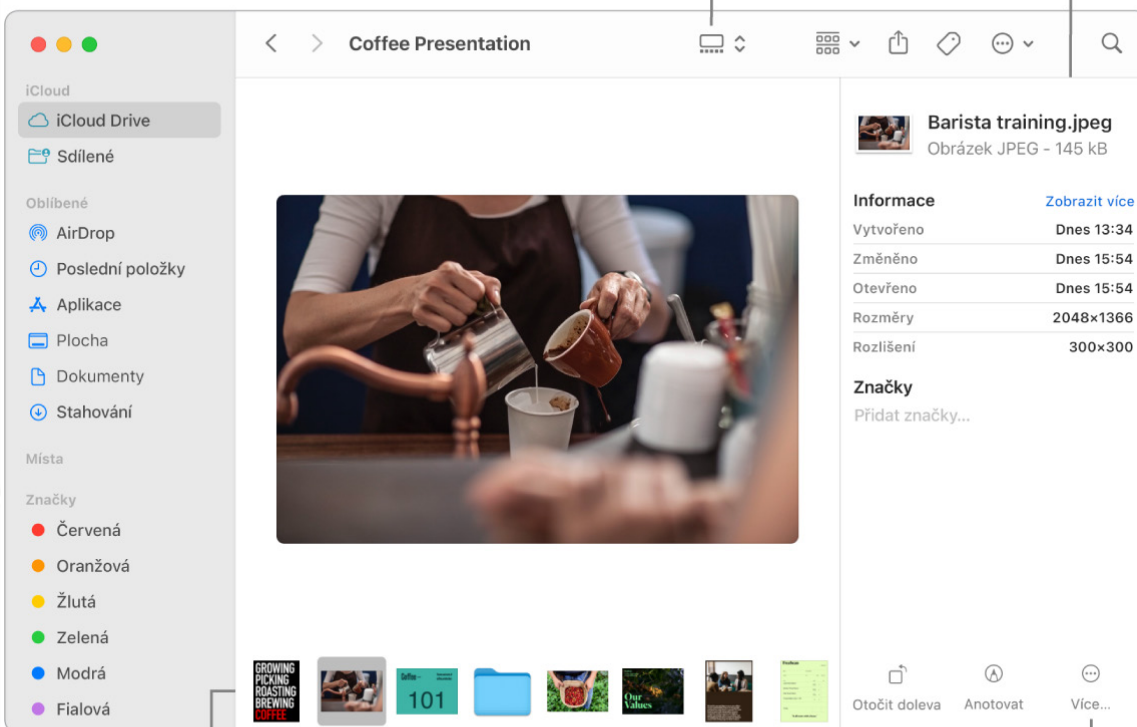 Coffee Presentation
iCloud
iCloud Drive
Sdílené
Oblíbené
AirDrop
Poslední položky
Aplikace
Plocha
Dokumenty
Stahování
Místa
Značky
Červená
Oranžová
Žlutá
Zelená
Modrá
Fialová
GROWING
PICKING
ROASTING
BREWING
COFFEE
Coffee
101
Our
Values
Barista training.jpeg
Obrázek JPEG - 145 kB
Informace Zobrazit více
Vytvořeno Dnes 13:34
Změněno Dnes 15:54
Otevřeno Dnes 15:54
Rozměry 2048×1366
Rozlišení 300×300
Značky
Přidat značky...
Otočit doleva Anotovat Více...